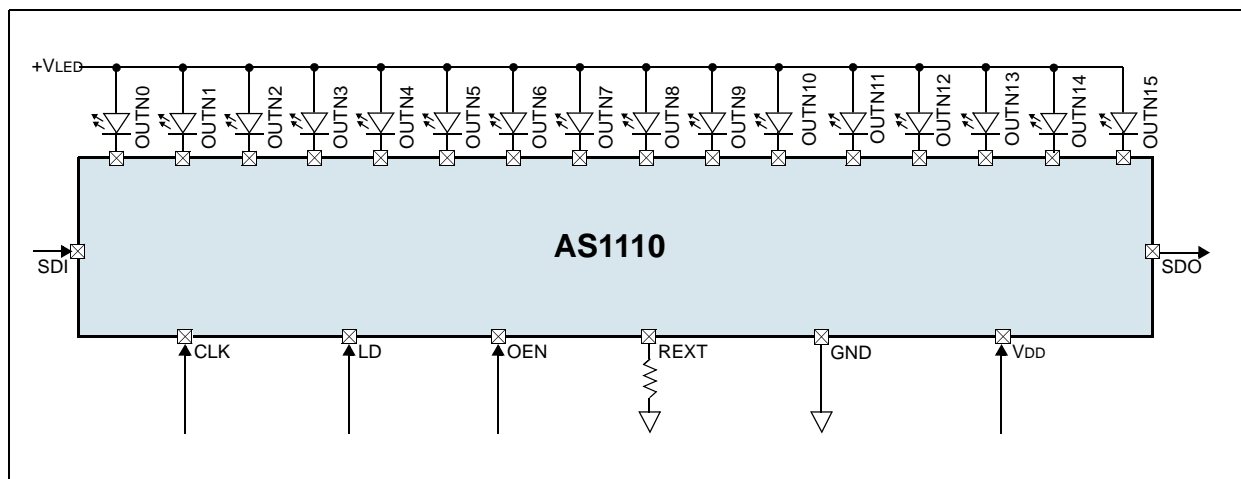 +VLED
OUTN0
OUTN1
OUTN2
OUTN3
OUTN4
OUTN5
OUTN6
OUTN7
OUTN8
OUTN9
OUTN10
OUTN11
OUTN12
OUTN13
OUTN14
OUTN15
AS1110
SDI
SDO
CLK
LD
OEN
REXT
GND
VDD